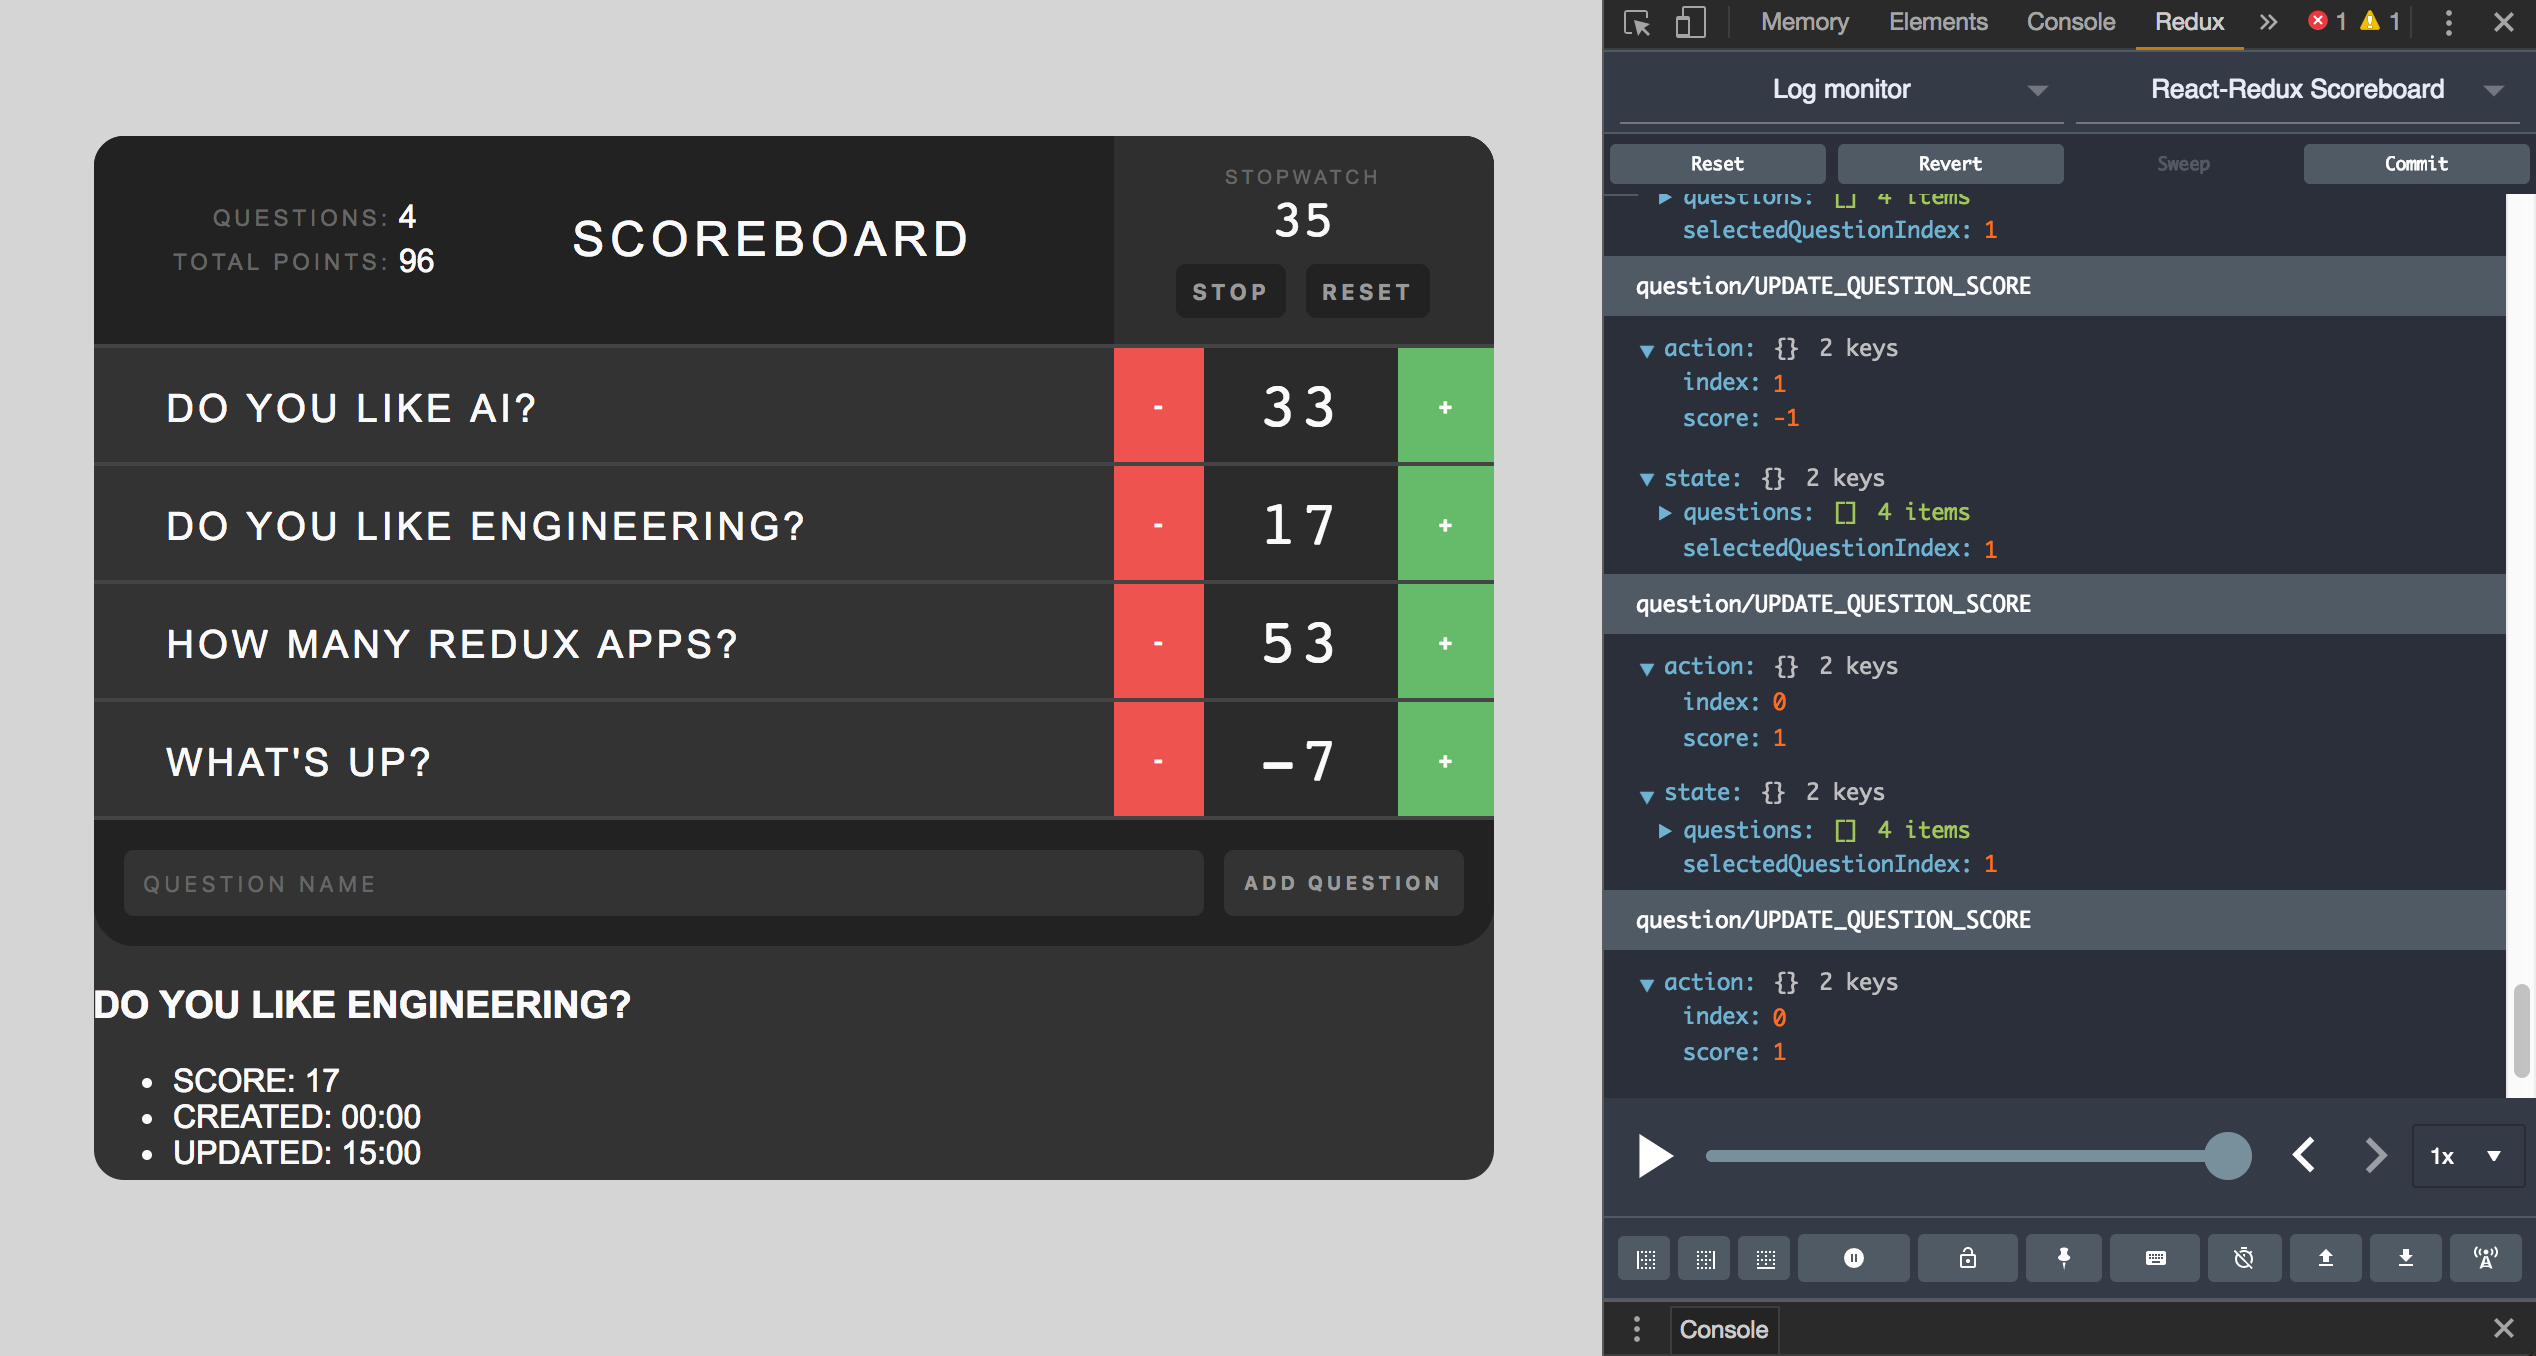 QUESTIONS: 4
TOTAL POINTS: 96
SCOREBOARD
STOPWATCH
35
STOP RESET
DO YOU LIKE AI? - 33 +
DO YOU LIKE ENGINEERING? - 17 +
HOW MANY REDUX APPS? - 53 +
WHAT'S UP? - -7 +
QUESTION NAME ADD QUESTION
DO YOU LIKE ENGINEERING?
• SCORE: 17
• CREATED: 00:00
• UPDATED: 15:00
Memory Elements Console Redux » 1 1
Log monitor React-Redux Scoreboard
Reset Revert Sweep Commit
questions: [] 4 items
selectedQuestionIndex: 1
question/UPDATE_QUESTION_SCORE
action: {} 2 keys
index: 1
score: -1
state: {} 2 keys
questions: [] 4 items
selectedQuestionIndex: 1
question/UPDATE_QUESTION_SCORE
action: {} 2 keys
index: 0
score: 1
state: {} 2 keys
questions: [] 4 items
selectedQuestionIndex: 1
question/UPDATE_QUESTION_SCORE
action: {} 2 keys
index: 0
score: 1
1x
Console